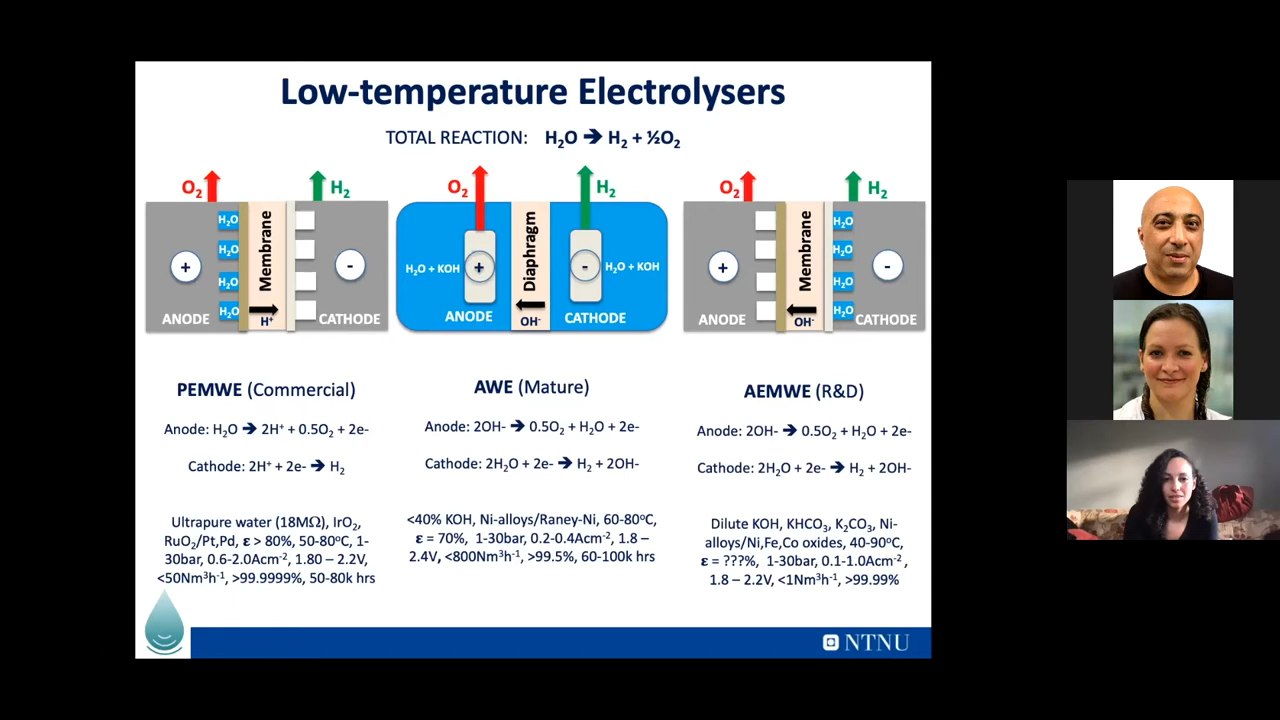 Low-temperature Electrolysers
TOTAL REACTION: H₂O ➔ H₂ + ½O₂
O₂ H₂
H₂O
H₂O
H₂O
H₂O
Membrane
+ -
ANODE H⁺ CATHODE
O₂ H₂
H₂O + KOH + Diaphragm - H₂O + KOH
ANODE OH⁻ CATHODE
O₂ H₂
H₂O
H₂O
H₂O
H₂O
Membrane
+ -
ANODE OH⁻ CATHODE
PEMWE (Commercial)
Anode: H₂O ➔ 2H⁺ + 0.5O₂ + 2e-
Cathode: 2H⁺ + 2e- ➔ H₂
Ultrapure water (18MΩ), IrO₂,
RuO₂/Pt,Pd, ε > 80%, 50-80ºC, 1-
30bar, 0.6-2.0Acm⁻², 1.80 – 2.2V,
<50Nm³h⁻¹, >99.9999%, 50-80k hrs
AWE (Mature)
Anode: 2OH- ➔ 0.5O₂ + H₂O + 2e-
Cathode: 2H₂O + 2e- ➔ H₂ + 2OH-
<40% KOH, Ni-alloys/Raney-Ni, 60-80ºC,
ε = 70%, 1-30bar, 0.2-0.4Acm⁻², 1.8 –
2.4V, <800Nm³h⁻¹, >99.5%, 60-100k hrs
AEMWE (R&D)
Anode: 2OH- ➔ 0.5O₂ + H₂O + 2e-
Cathode: 2H₂O + 2e- ➔ H₂ + 2OH-
Dilute KOH, KHCO₃, K₂CO₃, Ni-
alloys/Ni,Fe,Co oxides, 40-90ºC,
ε = ???%, 1-30bar, 0.1-1.0Acm⁻² ,
1.8 – 2.2V, <1Nm³h⁻¹, >99.99%
NTNU